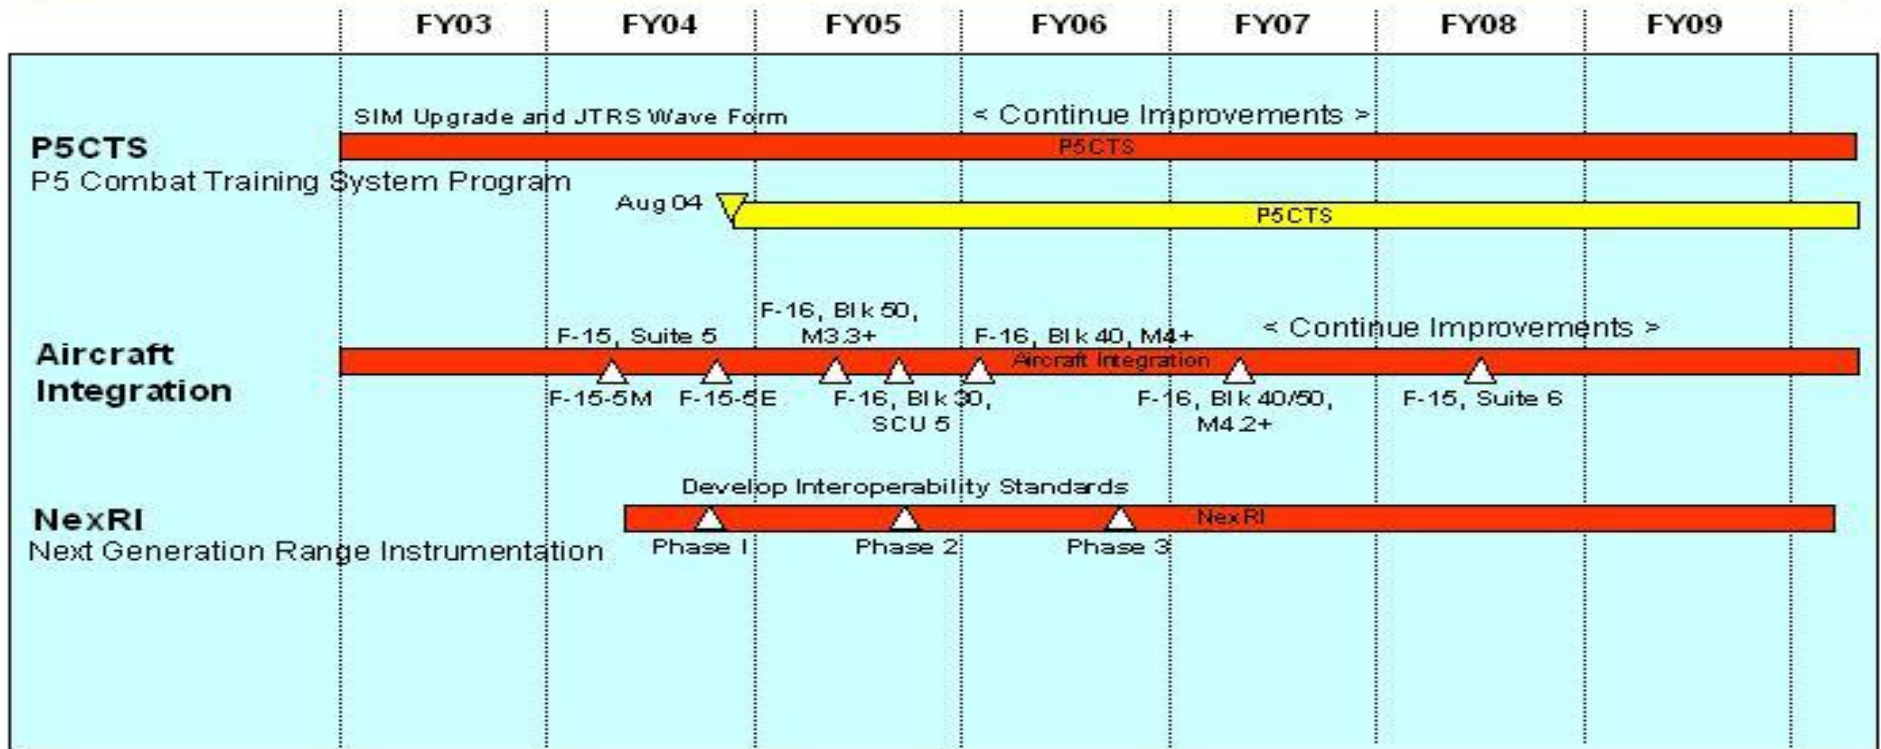 FY03 FY04 FY05 FY06 FY07 FY08 FY09
SIM Upgrade and JTRS Wave Form
< Continue Improvements >
P5CTS
P5CTS
P5 Combat Training System Program
Aug 04
P5CTS
F-16, Blk 50,
M3.3+
F-15, Suite 5
F-16, Blk 40, M4+
< Continue Improvements >
Aircraft
Integration
Aircraft Integration
F-15-5M
F-15-5E
F-16, Blk 30,
SCU 5
F-16, Blk 40/50,
M4.2+
F-15, Suite 6
Develop Interoperability Standards
NexRI
NexRI
Next Generation Range Instrumentation
Phase 1
Phase 2
Phase 3